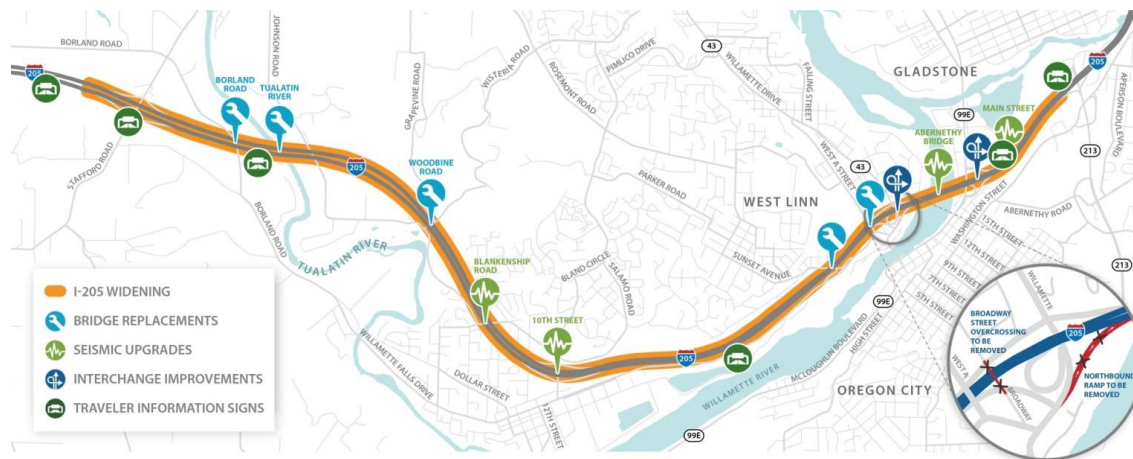 BORLAND ROAD
JOHNSON ROAD
205
STAFFORD ROAD
BORLAND
ROAD
TUALATIN
RIVER
GRAPEVINE ROAD
WISTERIA ROAD
PIMLICO DRIVE
ROSEMONT ROAD
43
WILLAMETTE DRIVE
FAILING STREET
GLADSTONE
99E
MAIN STREET
205
APERSON BOULEVARD
213
ABERNETHY
BRIDGE
WEST A STREET
43
205
WOODBINE
ROAD
PARKER ROAD
WEST LINN
WASHINGTON STREET
ABERNETHY ROAD
BORLAND ROAD
TUALATIN RIVER
BLANKENSHIP
ROAD
BLAND CIRCLE
SALAMO ROAD
SUNSET AVENUE
15TH STREET
12TH STREET
9TH STREET
7TH STREET
5TH STREET
213
10TH STREET
205
99E
MCLOUGHLIN BOULEVARD
HIGH STREET
WILLAMETTE RIVER
OREGON CITY
WILLAMETTE FALLS DRIVE
DOLLAR STREET
12TH STREET
99E
I-205 WIDENING
BRIDGE REPLACEMENTS
SEISMIC UPGRADES
INTERCHANGE IMPROVEMENTS
TRAVELER INFORMATION SIGNS
BROADWAY
STREET
OVERCROSSING
TO BE
REMOVED
WILLAMETTE
205
WEST A
BROADWAY
NORTHBOUND
RAMP TO BE
REMOVED